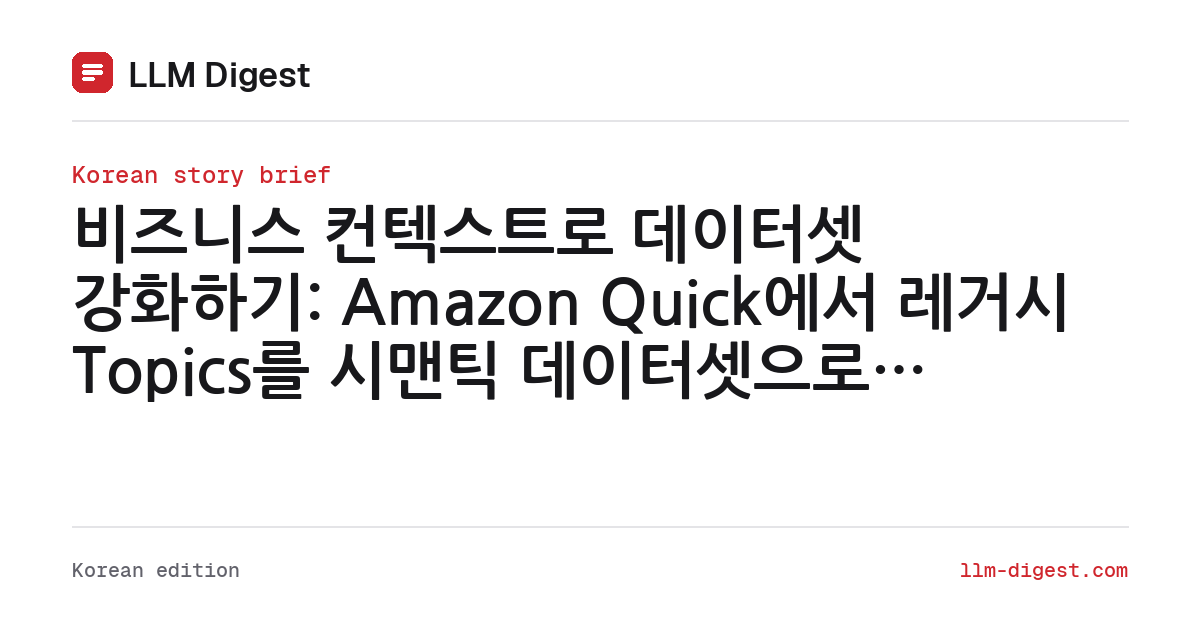 LLM Digest
Korean story brief
비즈니스 컨텍스트로 데이터셋
강화하기: Amazon Quick에서 레거시
Topics를 시맨틱 데이터셋으로…
Korean edition
llm-digest.com